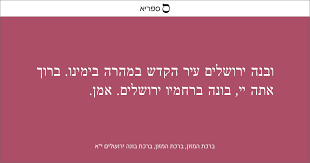 ספריא
ובנה ירושלים עיר הקדש במהרה בימינו. ברוך
אתה יי, בונה ברחמיו ירושלים. אמן.
ברכת המזון, ברכת המזון, ברכת בונה ירושלים י"א